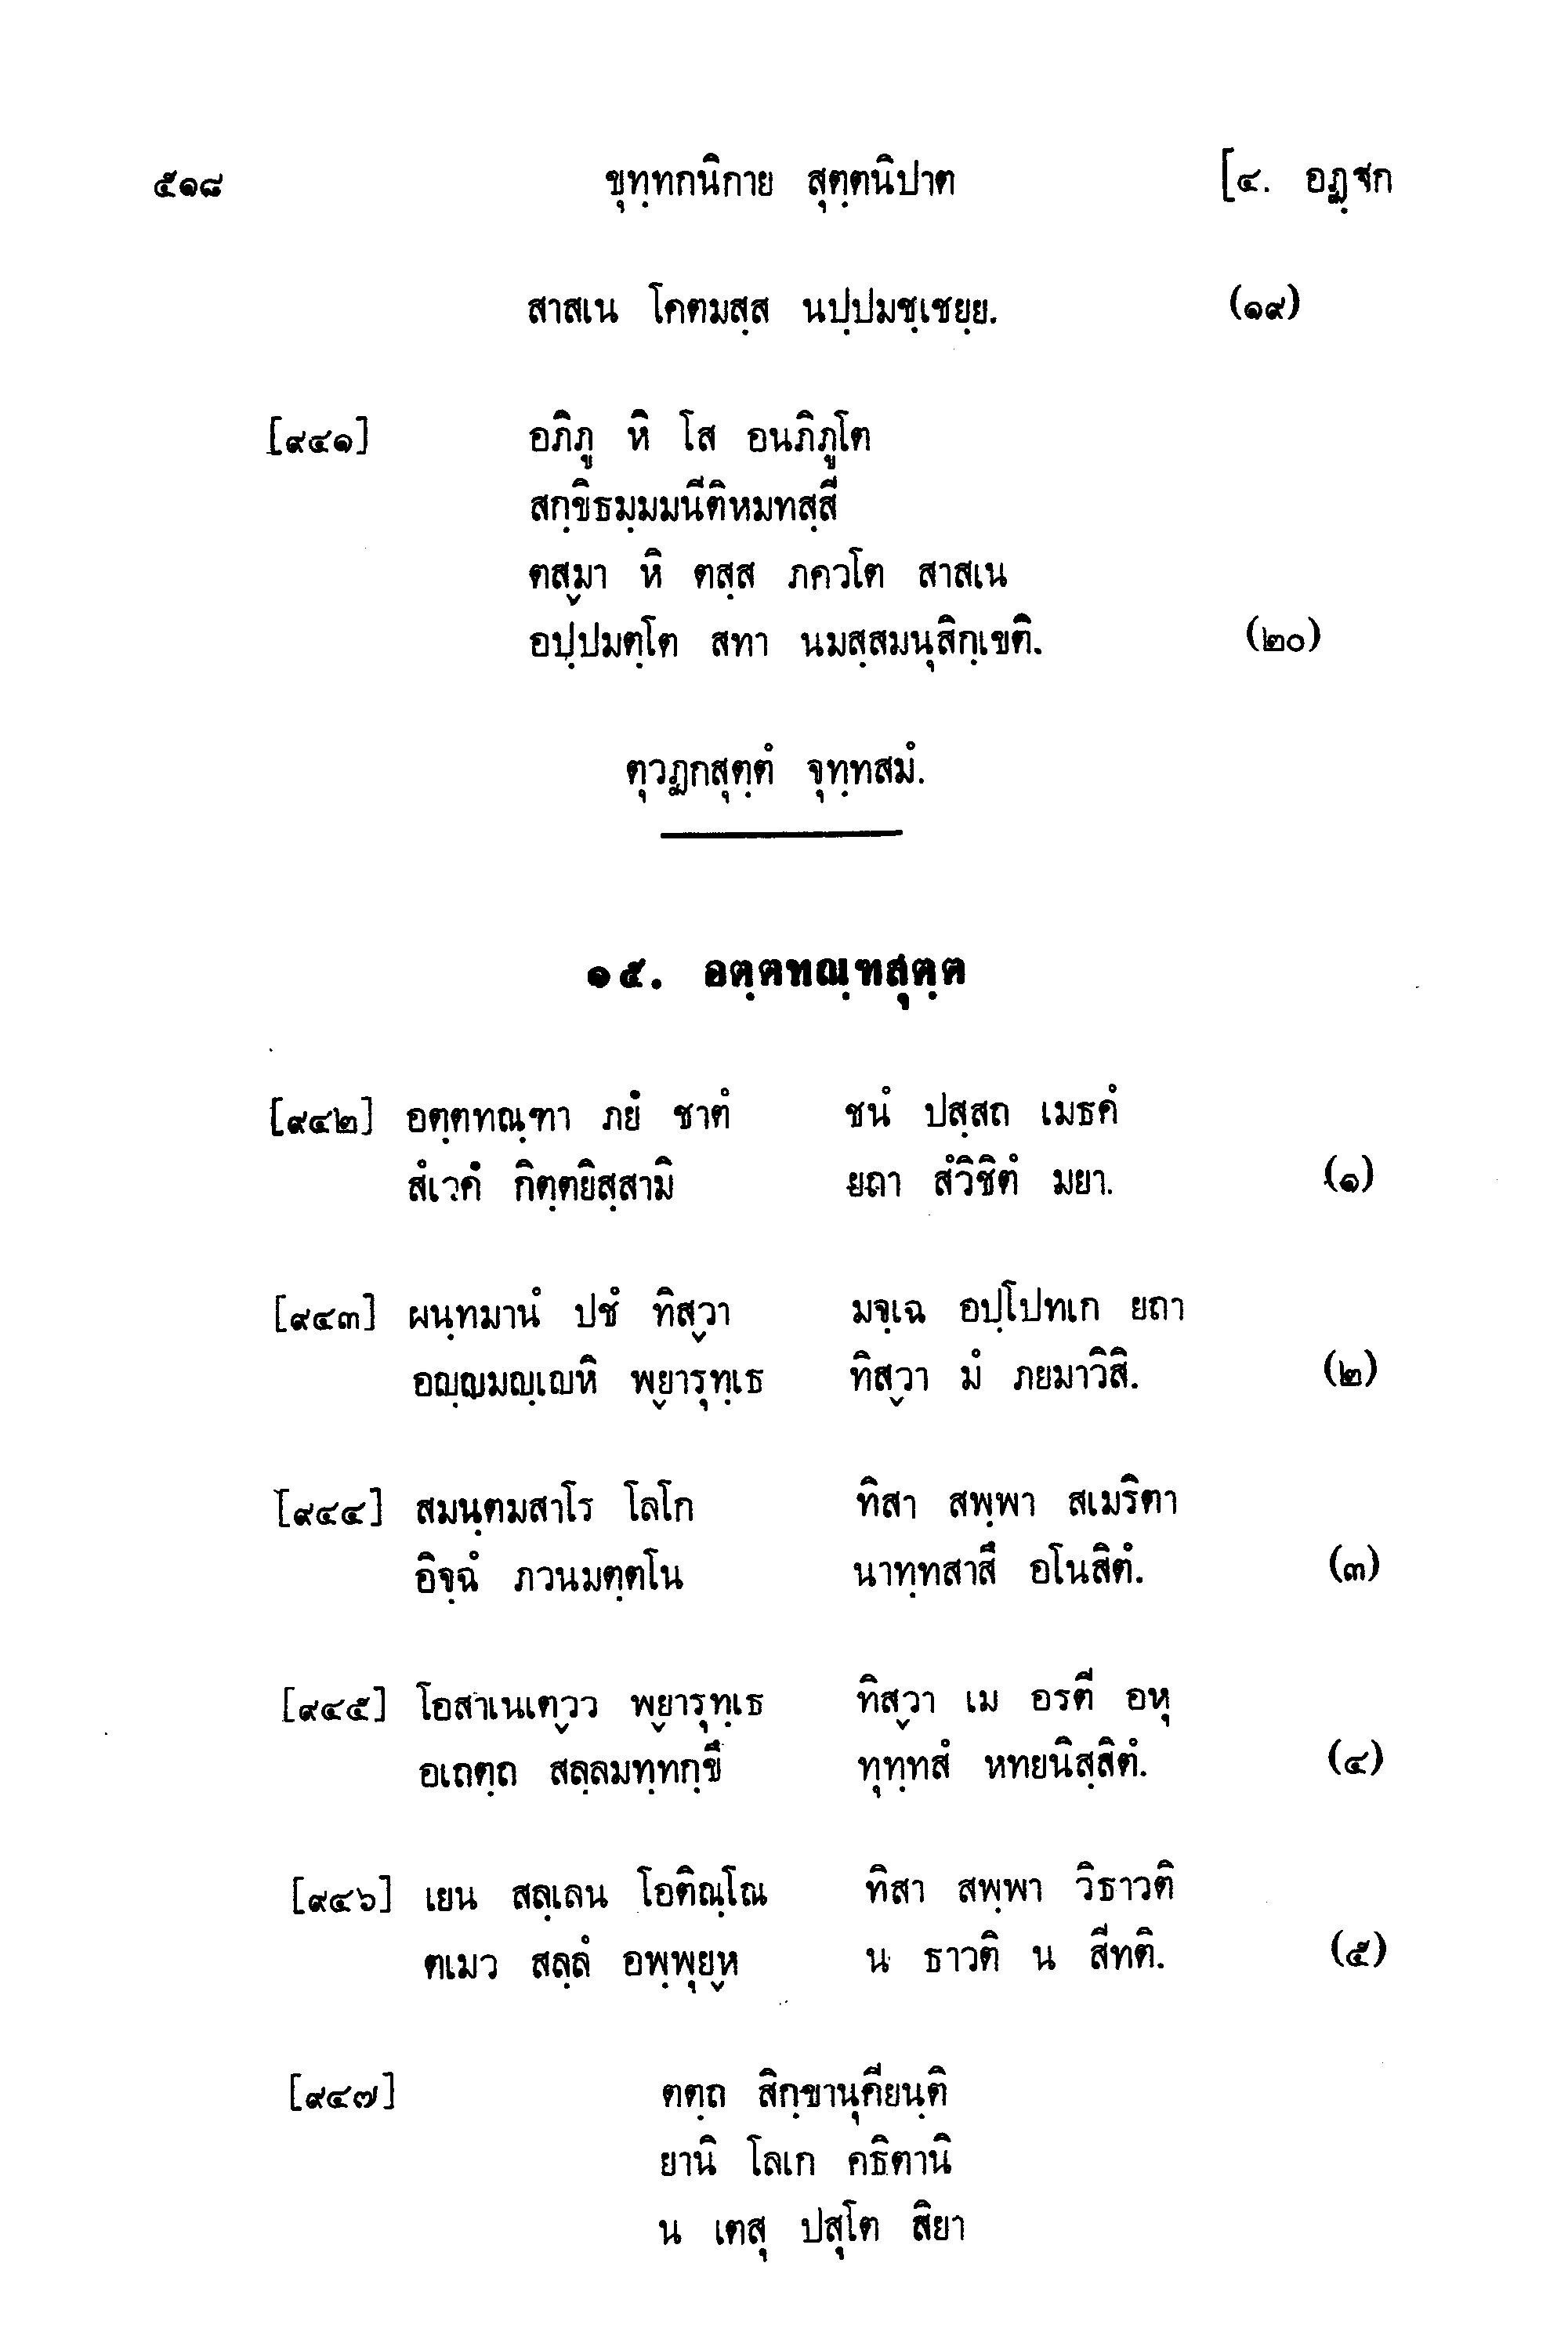 ๕๑๘ ขุทฺทกนิกาย สุตฺตนิปาต [๔. อฏฺฐก
สาสเน โคตมสฺส นปฺปมชฺเชยฺย. (๑๙)
[๙๔๑] อภิภู หิ โส อนภิภูโต
สกฺขิธมฺมมนีติหมทสฺสี
ตสฺมา หิ ตสฺส ภควโต สาสเน
อปฺปมตฺโต สทา นมสฺสมนุสิกฺเขติ. (๒๐)
ตุวฏกสุตฺตํ จุทฺทสมํ.
๑๕. อตฺตทณฺฑสุตฺต
[๙๔๒] อตฺตทณฺฑา ภยํ ชาตํ ชนํ ปสฺสถ เมธคํ
สํเวคํ กิตฺตยิสฺสามิ ยถา สํวิชิตํ มยา. (๑)
[๙๔๓] ผนฺทมานํ ปชํ ทิสฺวา มจฺเฉ อปฺโปทเก ยถา
อญฺญมญฺเญหิ พฺยารุทฺเธ ทิสฺวา มํ ภยมาวิสิ. (๒)
[๙๔๔] สมนฺตมสาโร โลโก ทิสา สพฺพา สเมริตา
อิจฺฉํ ภวนมตฺตโน นาทฺทสาสึ อโนสิตํ. (๓)
[๙๔๕] โอสาเนเตฺวว พฺยารุทฺเธ ทิสฺวา เม อรตี อหุ
อเถตฺถ สลฺลมทฺทกฺขึ ทุทฺทสํ หทยนิสฺสิตํ. (๔)
[๙๔๖] เยน สลฺเลน โอติณฺโณ ทิสา สพฺพา วิธาวติ
ตเมว สลฺลํ อพฺพุยฺห น ธาวติ น สีทติ. (๕)
[๙๔๗] ตตฺถ สิกฺขานุคียนฺติ
ยานิ โลเก คธิตานิ
น เตสุ ปสุโต สิยา